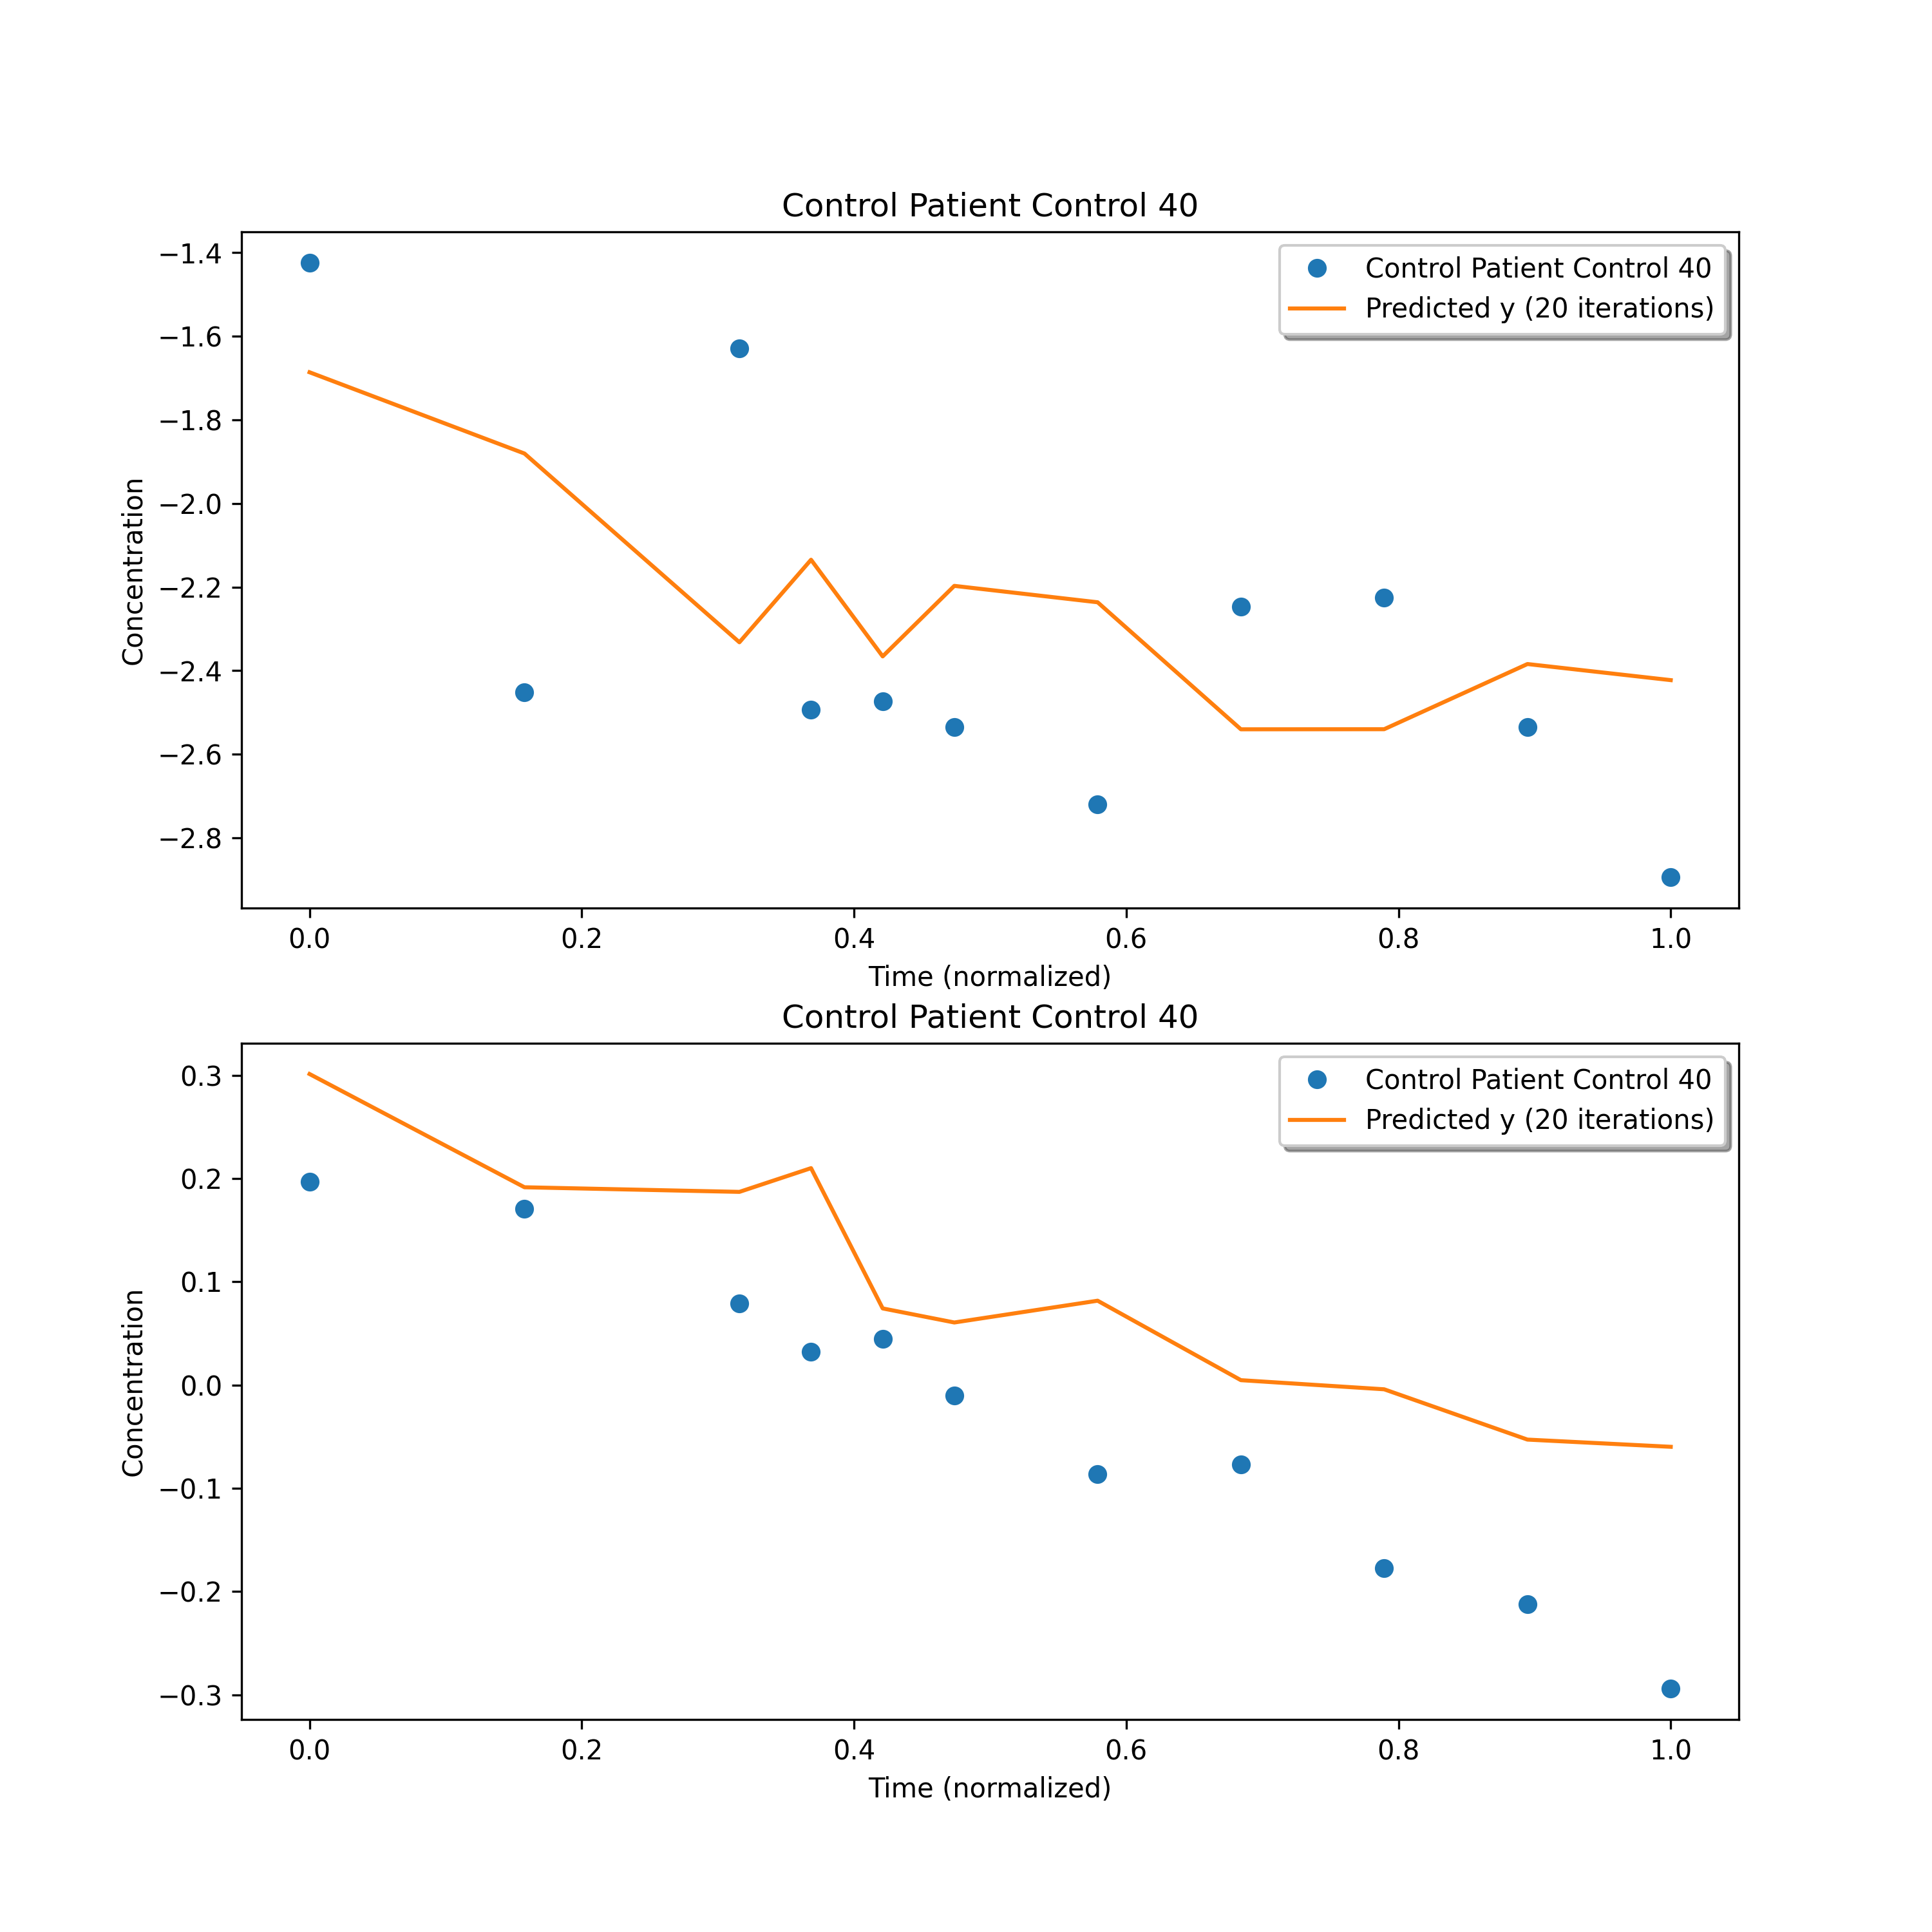 Control Patient Control 40
Control Patient Control 40
Predicted y (20 iterations)
−1.4
−1.6
−1.8
−2.0
−2.2
−2.4
−2.6
−2.8
Concentration
0.0 0.2 0.4 0.6 0.8 1.0
Time (normalized)
Control Patient Control 40
Control Patient Control 40
Predicted y (20 iterations)
0.3
0.2
0.1
0.0
−0.1
−0.2
−0.3
Concentration
0.0 0.2 0.4 0.6 0.8 1.0
Time (normalized)